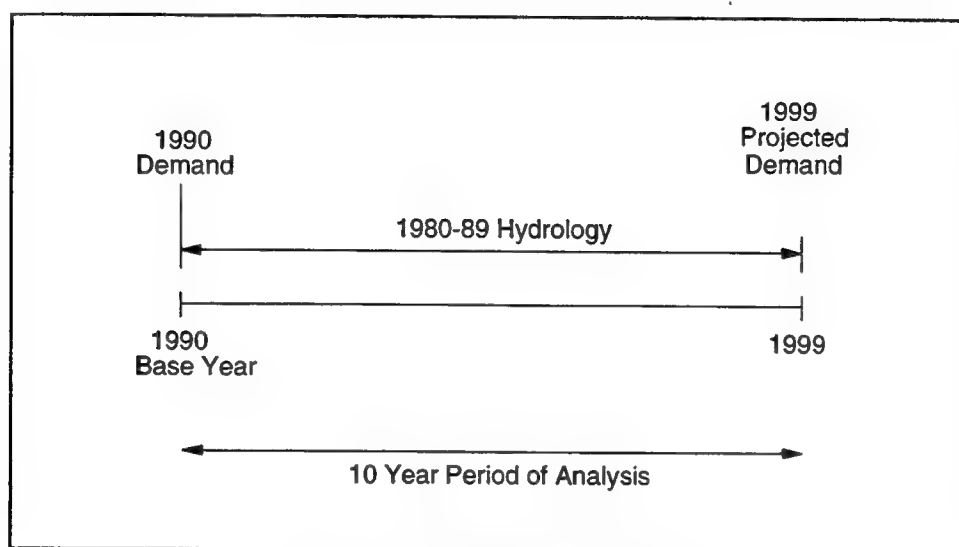 1990
Demand
1999
Projected
Demand
1980-89 Hydrology
1990
Base Year
1999
10 Year Period of Analysis